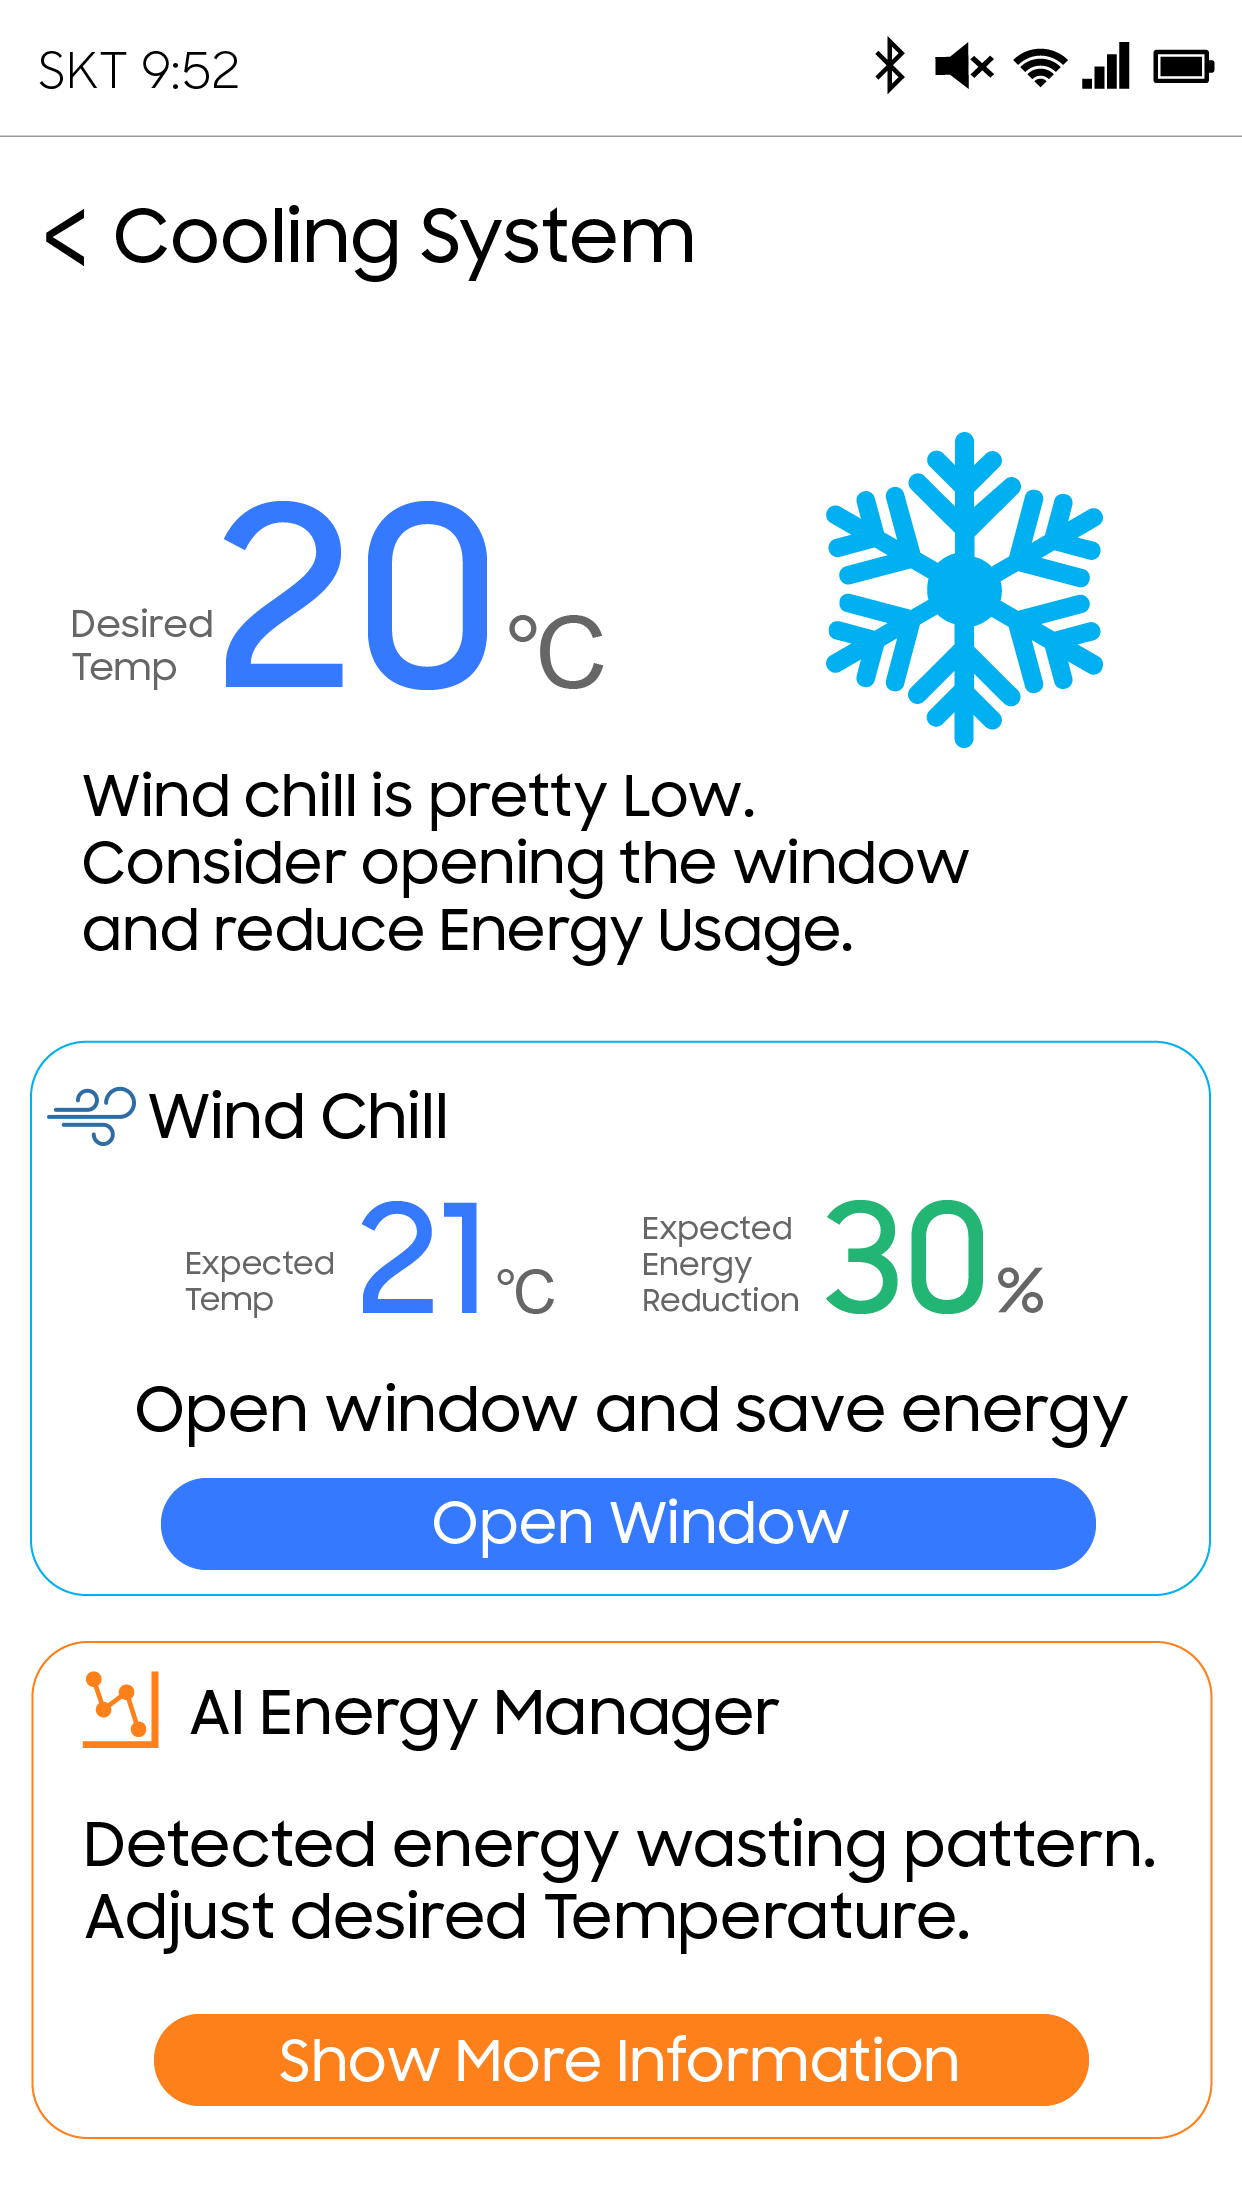 SKT 9:52
< Cooling System
Desired
Temp
20 °C
Wind chill is pretty Low.
Consider opening the window
and reduce Energy Usage.
Wind Chill
Expected
Temp
21 °C
Expected
Energy
Reduction
30 %
Open window and save energy
Open Window
AI Energy Manager
Detected energy wasting pattern.
Adjust desired Temperature.
Show More Information